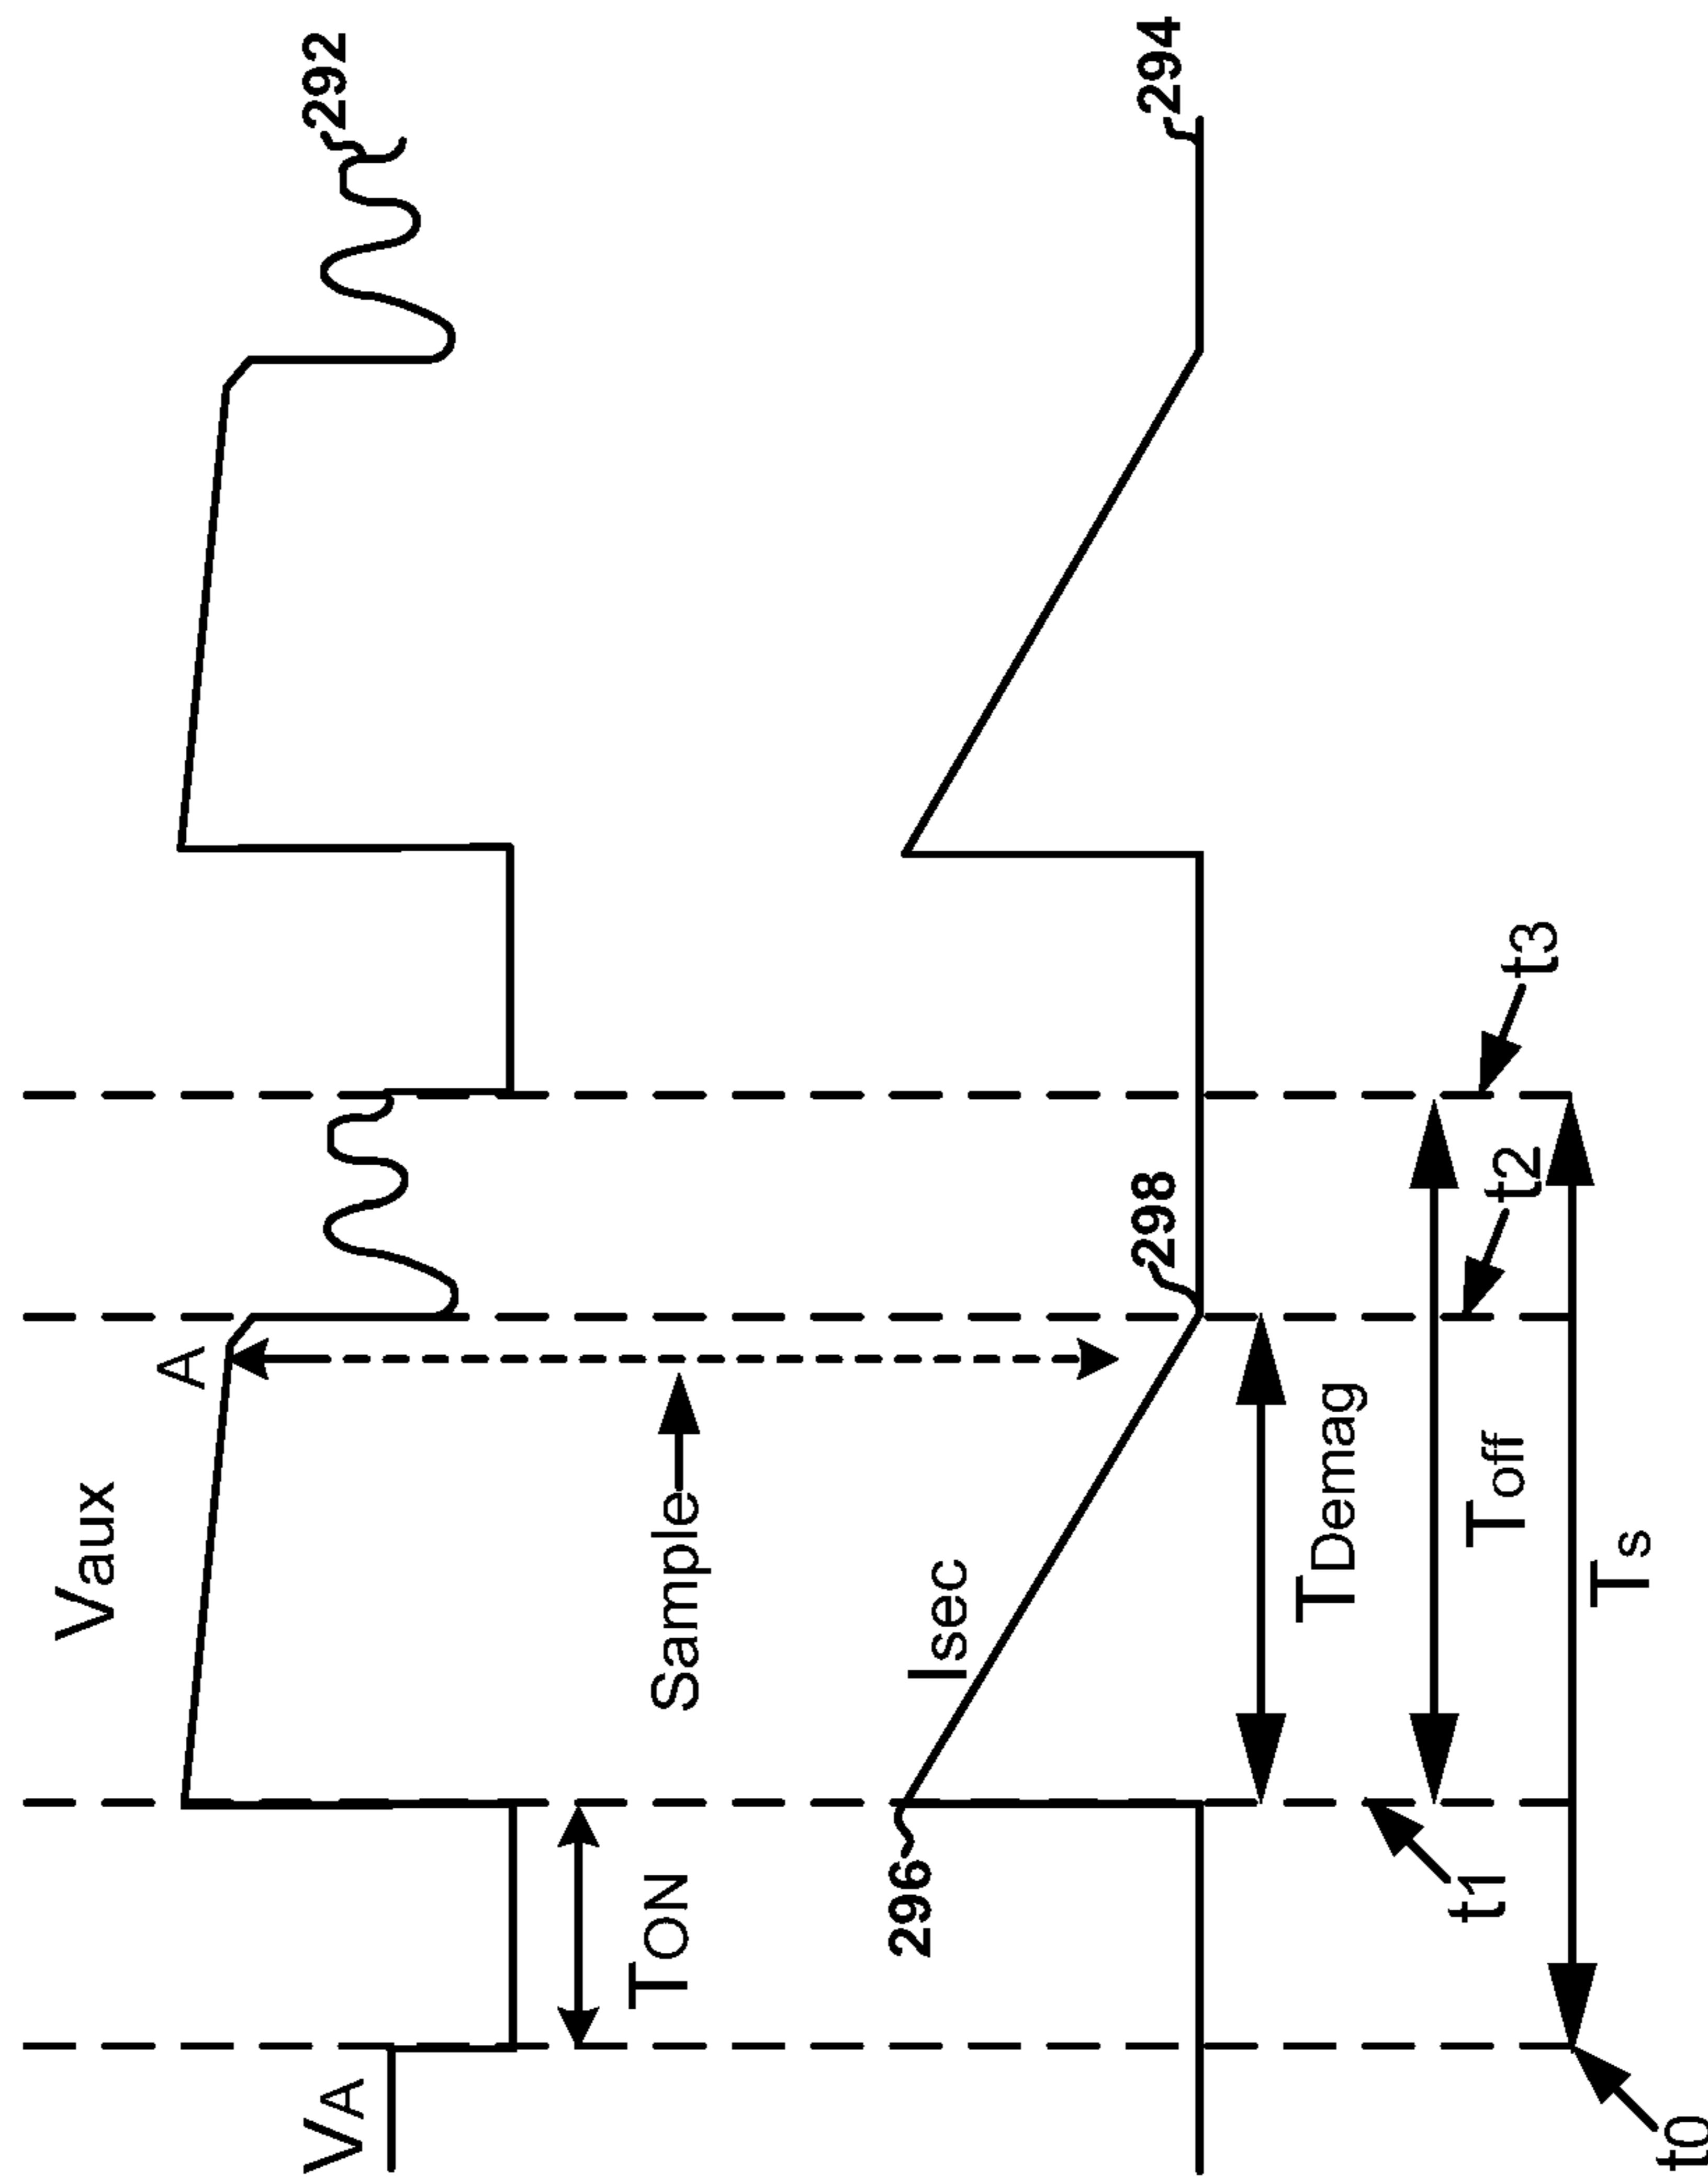 Vaux
VA
A
292
TON
Sample
296
Isec
298
294
TDemag
t1
Toff
t2
t3
Ts
t0